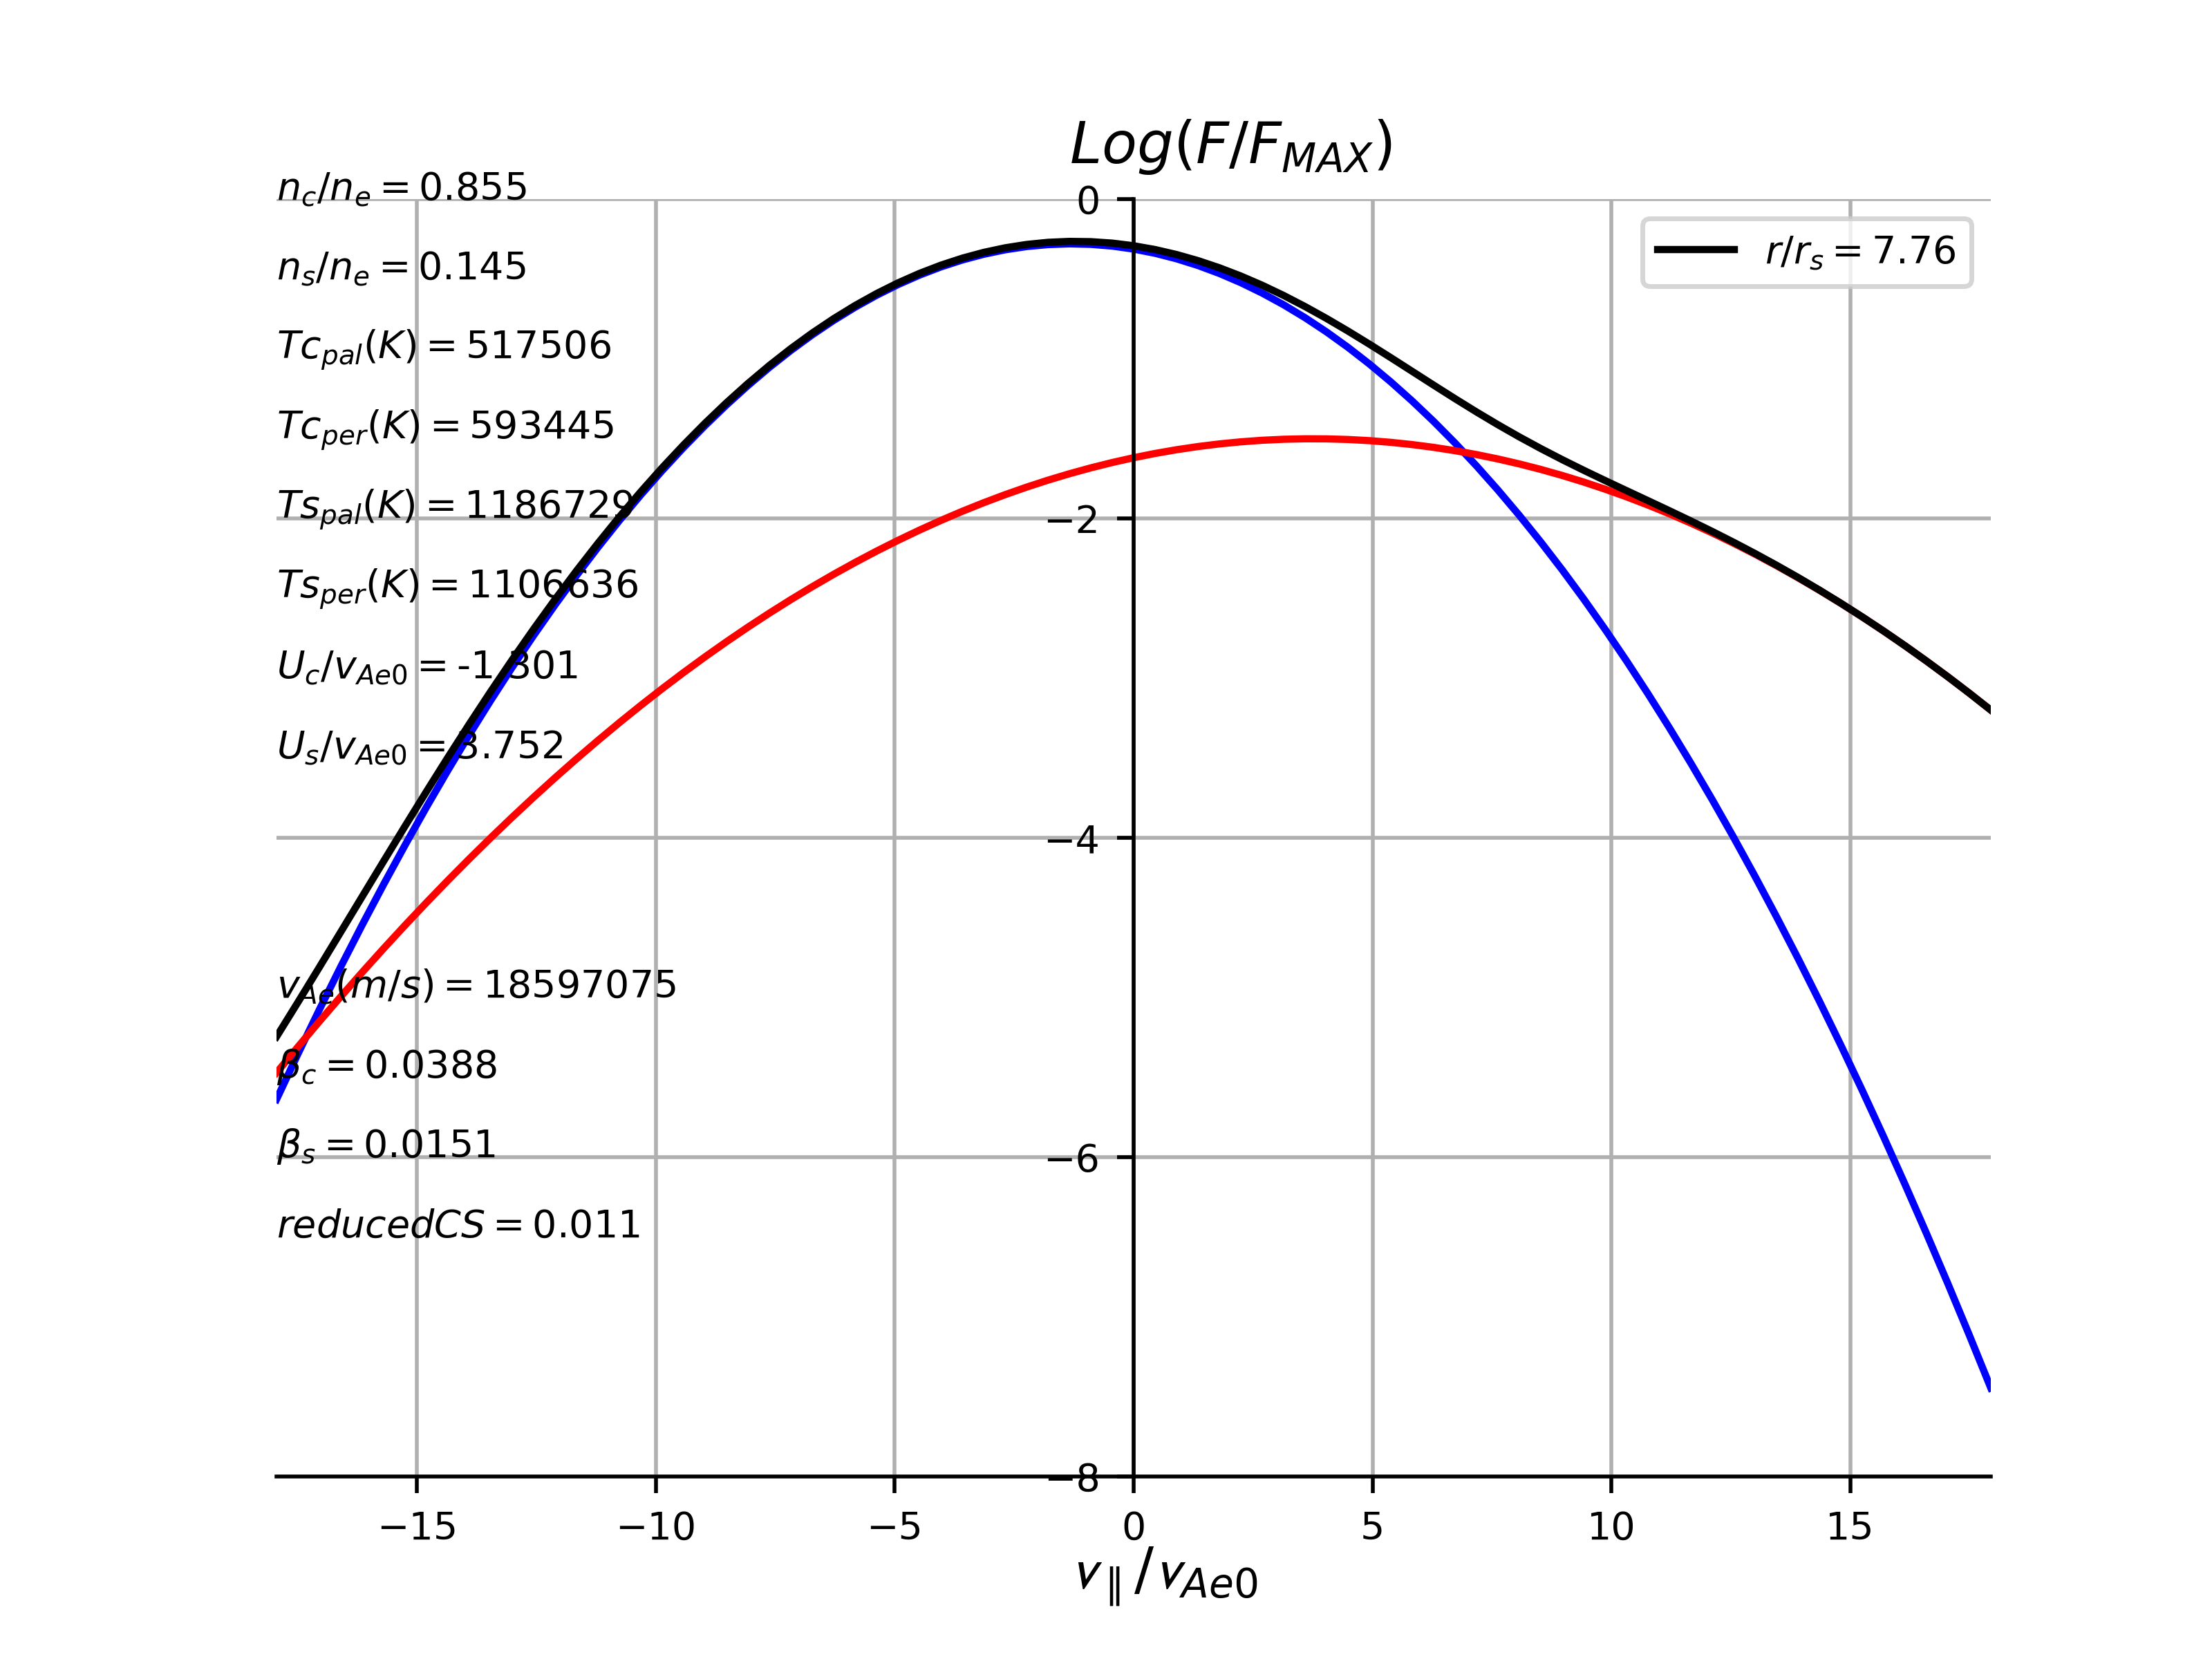 Log(F/F_MAX)
n_c/n_e = 0.855
0
r/r_s = 7.76
n_s/n_e = 0.145
Tc_pal(K) = 517506
Tc_per(K) = 593445
Ts_pal(K) = 1186729
−2
Ts_per(K) = 1106636
U_c/v_Ae0 = -1.301
U_s/v_Ae0 = 3.752
−4
v_Ae(m/s) = 18597075
β_c = 0.0388
β_s = 0.0151
−6
reducedCS = 0.011
−8
−15 −10 −5 0 5 10 15
v_∥/v_Ae0